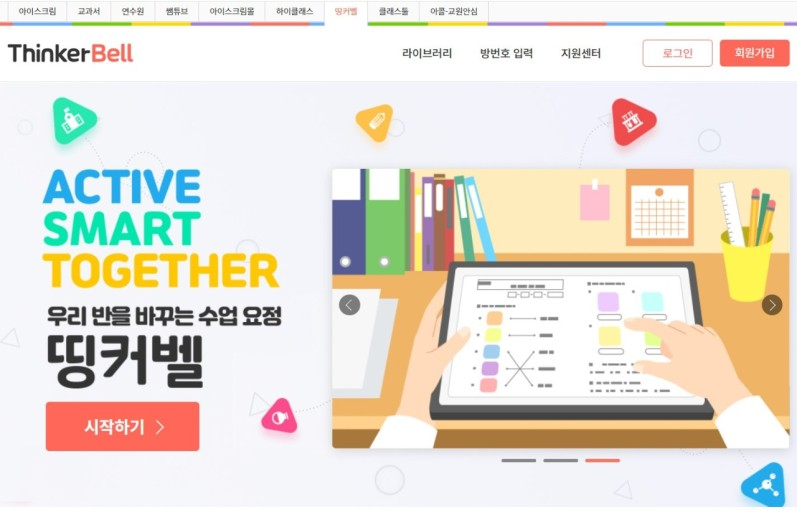 아이스크림 교과서 연수원 쌤튜브 아이스크림몰 하이클래스 띵커벨 클래스툴 아콜-교원안심
ThinkerBell
라이브러리 방번호 입력 지원센터 로그인 회원가입
ACTIVE
SMART
TOGETHER
우리 반을 바꾸는 수업 요정
띵커벨
시작하기 >